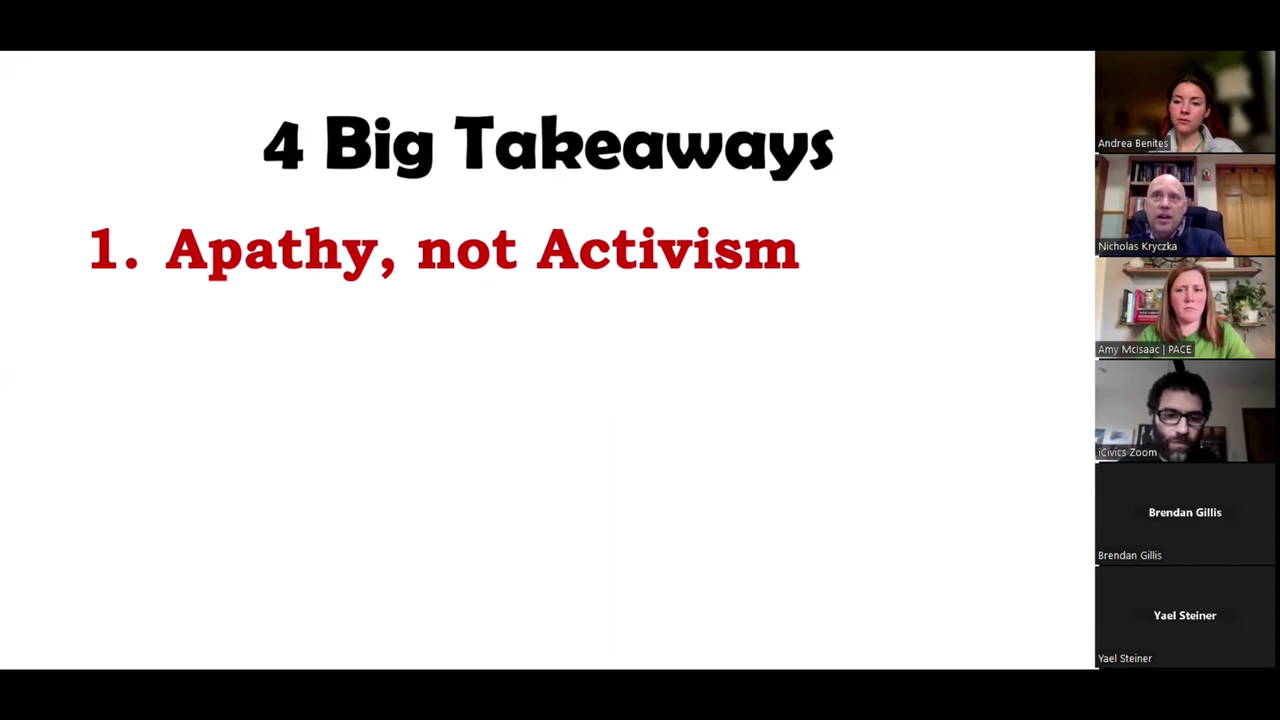 4 Big Takeaways
1. Apathy, not Activism
Andrea Benites
Nicholas Kryczka
Amy McIsaac | PACE
iCivics Zoom
Brendan Gillis
Brendan Gillis
Yael Steiner
Yael Steiner